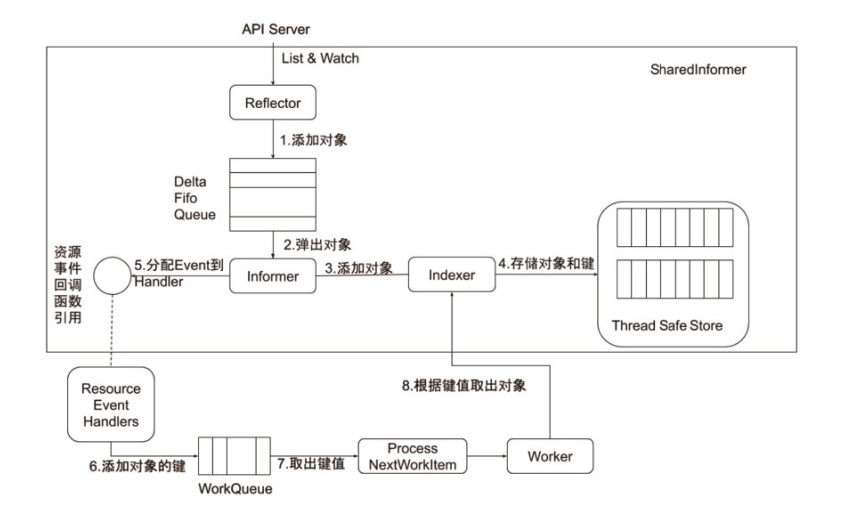 API Server
List & Watch
SharedInformer
Reflector
1.添加对象
Delta
Fifo
Queue
2.弹出对象
资源
事件
回调
函数
引用
5.分配Event到
Handler
Informer
3.添加对象
Indexer
4.存储对象和键
Thread Safe Store
Resource
Event
Handlers
8.根据键值取出对象
6.添加对象的键
WorkQueue
7.取出键值
Process
NextWorkItem
Worker